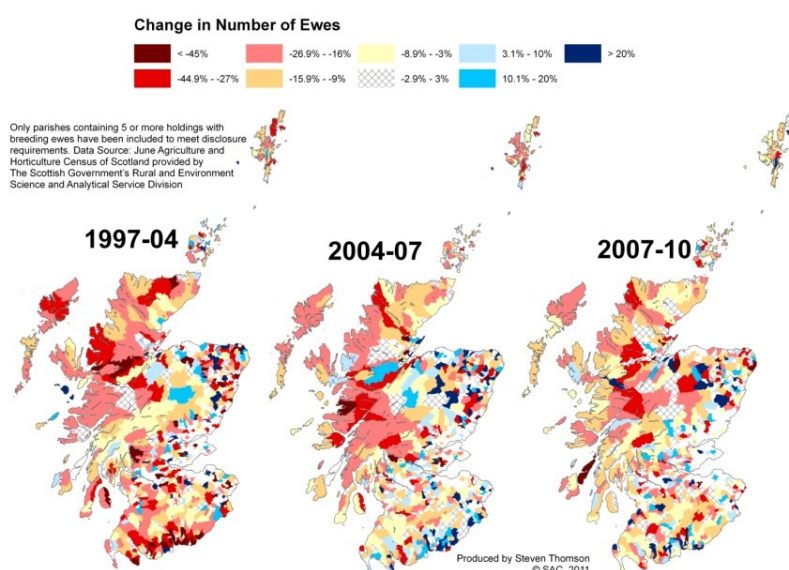 Change in Number of Ewes
< -45%
-26.9% - -16%
-8.9% - -3%
3.1% - 10%
> 20%
-44.9% - -27%
-15.9% - -9%
-2.9% - 3%
10.1% - 20%
Only parishes containing 5 or more holdings with
breeding ewes have been included to meet disclosure
requirements. Data Source: June Agriculture and
Horticulture Census of Scotland provided by
The Scottish Government's Rural and Environment
Science and Analytical Service Division
1997-04
2004-07
2007-10
Produced by Steven Thomson
© SAC, 2011